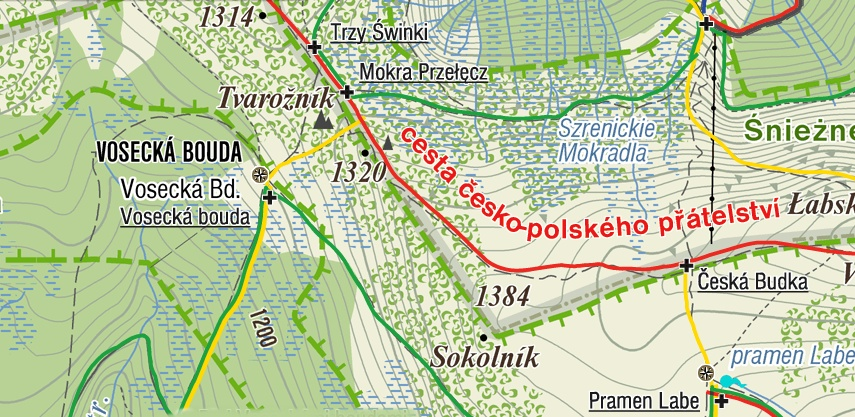 1314
Trzy Świnki
Mokra Przełęcz
Tvarožník
Śnieżne
Szrenickie
Mokradla
VOSECKÁ BOUDA
1320
Vosecká Bd.
Vosecká bouda
cesta česko-polského přátelství
Łabsk
Česká Budka
V
1384
1200
Sokolník
pramen Labe
Pramen Labe
tr.